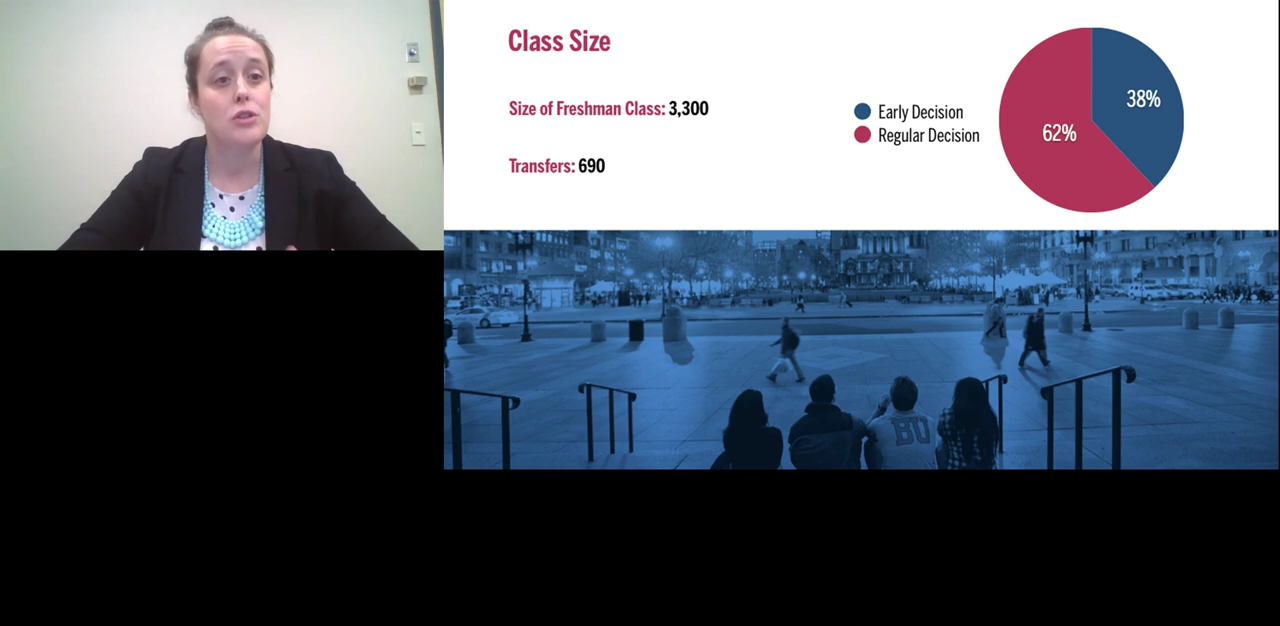 Class Size
Size of Freshman Class: 3,300
Transfers: 690
Early Decision
Regular Decision
38%
62%
BU